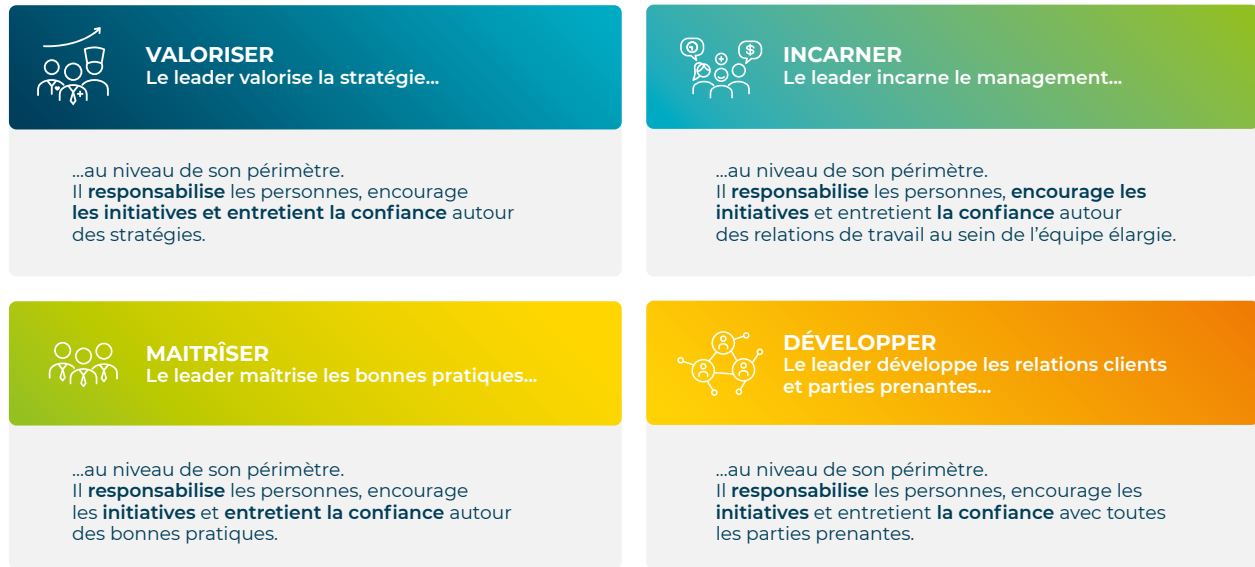 VALORISER
Le leader valorise la stratégie...
...au niveau de son périmètre.
Il responsabilise les personnes, encourage
les initiatives et entretient la confiance autour
des stratégies.
INCARNER
Le leader incarne le management...
...au niveau de son périmètre.
Il responsabilise les personnes, encourage les
initiatives et entretient la confiance autour
des relations de travail au sein de l'équipe élargie.
MAITRÎSER
Le leader maîtrise les bonnes pratiques...
...au niveau de son périmètre.
Il responsabilise les personnes, encourage
les initiatives et entretient la confiance autour
des bonnes pratiques.
DÉVELOPPER
Le leader développe les relations clients
et parties prenantes...
...au niveau de son périmètre.
Il responsabilise les personnes, encourage les
initiatives et entretient la confiance avec toutes
les parties prenantes.